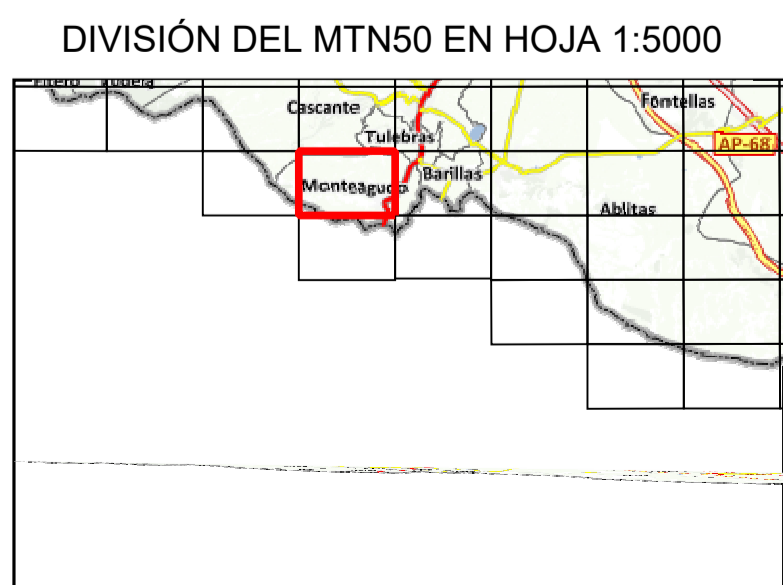 DIVISIÓN DEL MTN50 EN HOJA 1:5000
Cascante
Fontellas
Tulebras
AP-68
Barillas
Monteagudo
Ablitas